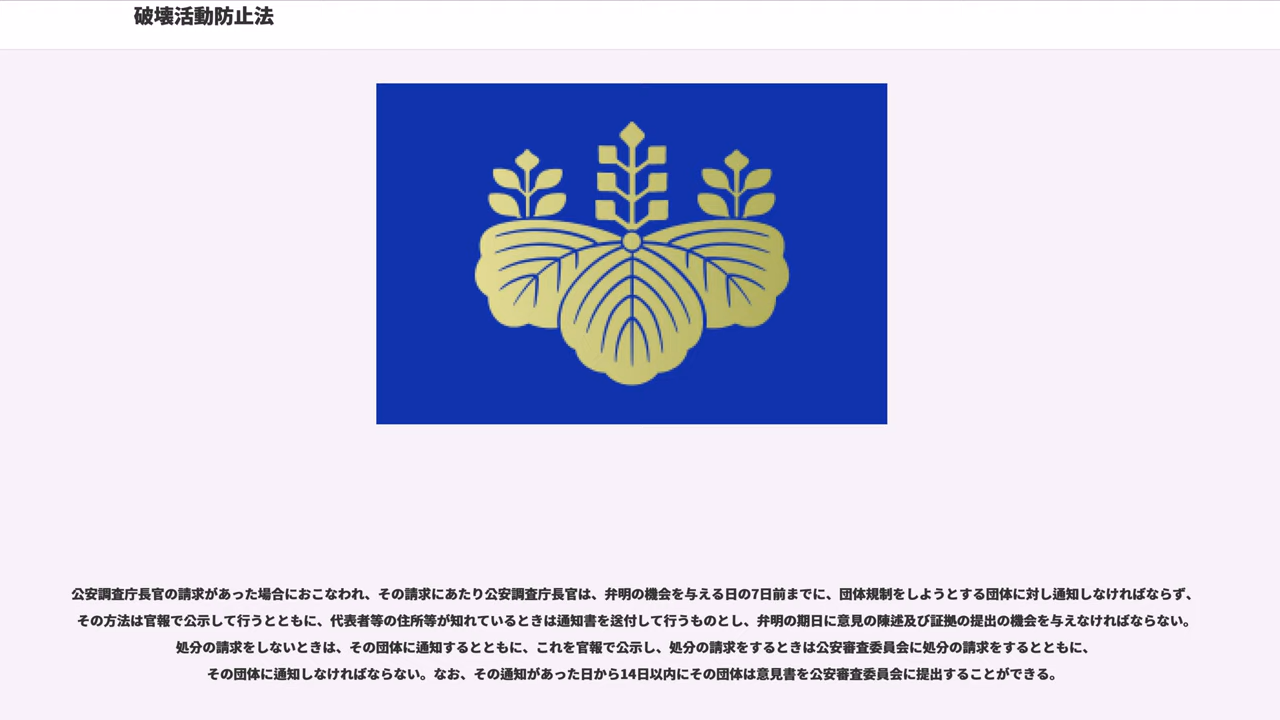 破壊活動防止法
公安調査庁長官の請求があった場合におこなわれ、その請求にあたり公安調査庁長官は、弁明の機会を与える日の7日前までに、団体規制をしようとする団体に対し通知しなければならず、
その方法は官報で公示して行うとともに、代表者等の住所等が知れているときは通知書を送付して行うものとし、弁明の期日に意見の陳述及び証拠の提出の機会を与えなければならない。
処分の請求をしないときは、その団体に通知するとともに、これを官報で公示し、処分の請求をするときは公安審査委員会に処分の請求をするとともに、
その団体に通知しなければならない。なお、その通知があった日から14日以内にその団体は意見書を公安審査委員会に提出することができる。